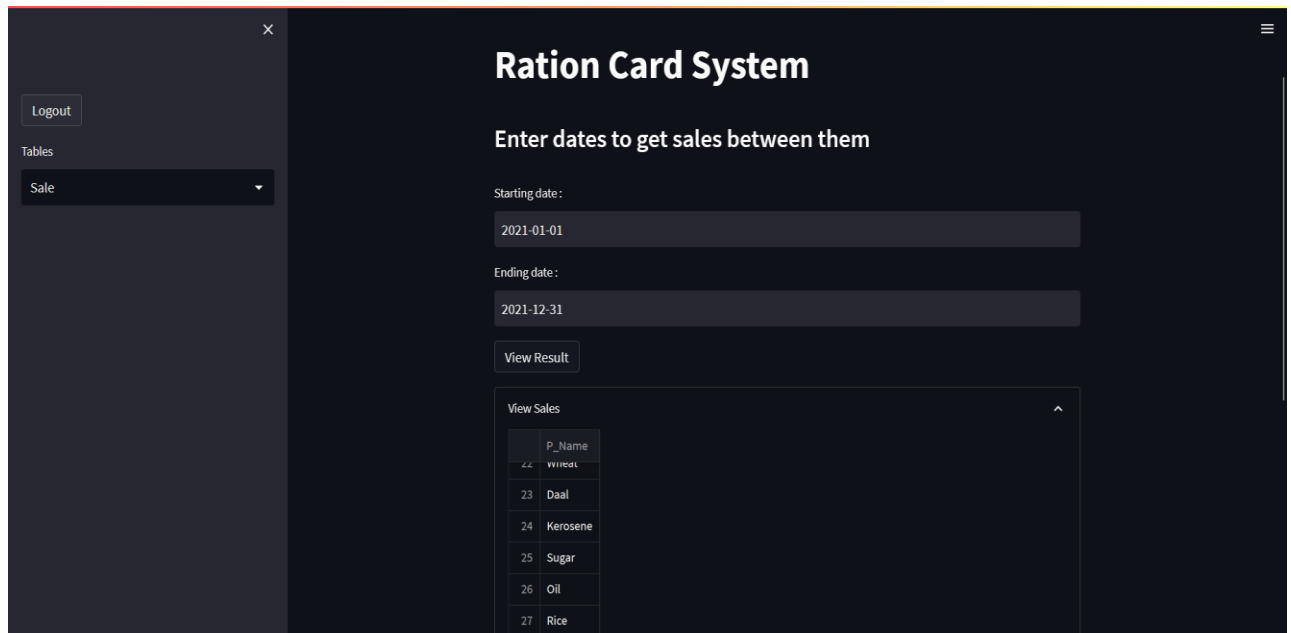 Logout
Tables
Sale
Ration Card System
Enter dates to get sales between them
Starting date :
2021-01-01
Ending date :
2021-12-31
View Result
View Sales
P_Name
22 Wheat
23 Daal
24 Kerosene
25 Sugar
26 Oil
27 Rice